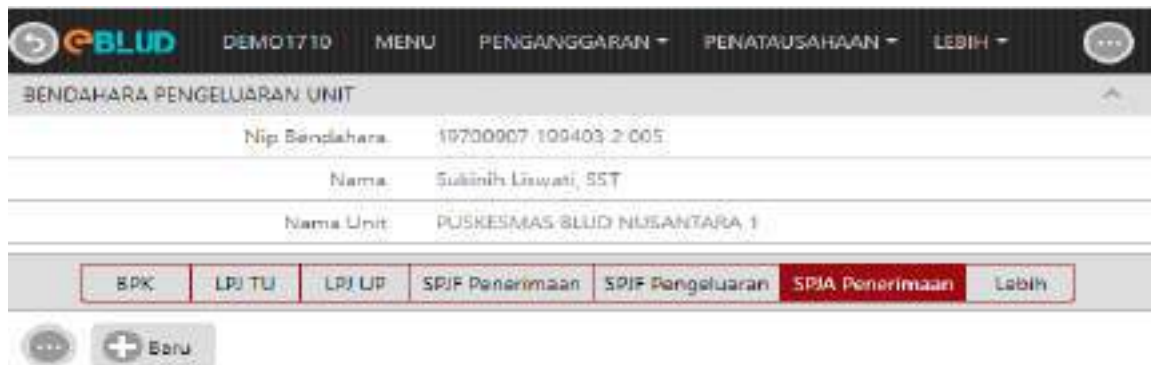 eBLUD DEMO1710 MENU PENGANGGARAN PENATAUSAHAAN LEBIH
BENDAHARA PENGELUARAN UNIT
Nip Bendahara 19700907 199403 2 005
Nama Sukinih Liswati, SST
Nama Unit PUSKESMAS BLUD NUSANTARA 1
BPK LPJ TU LPJ UP SPJF Penerimaan SPJF Pengeluaran SPJA Penerimaan Lebih
Baru